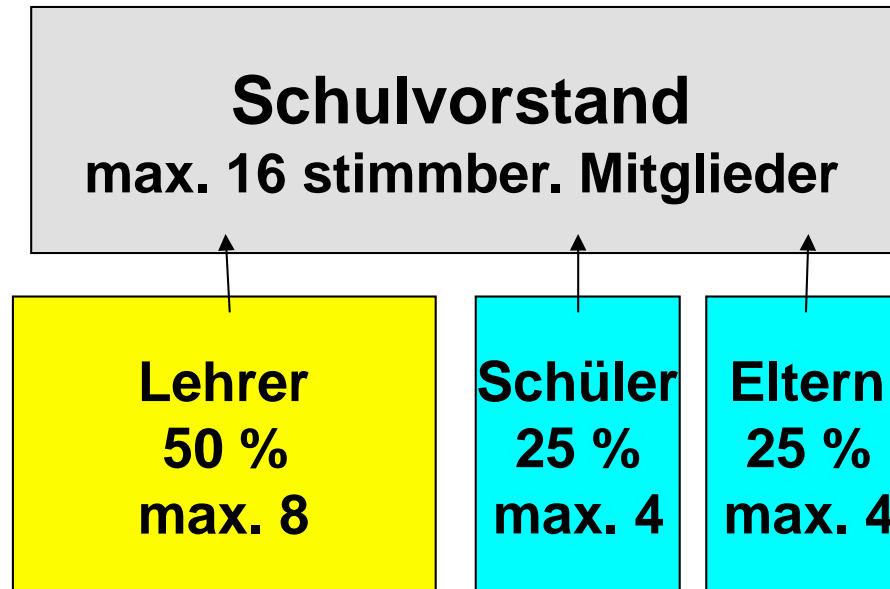 Schulvorstand
max. 16 stimmber. Mitglieder
Lehrer
50 %
max. 8
Schüler
25 %
max. 4
Eltern
25 %
max. 4